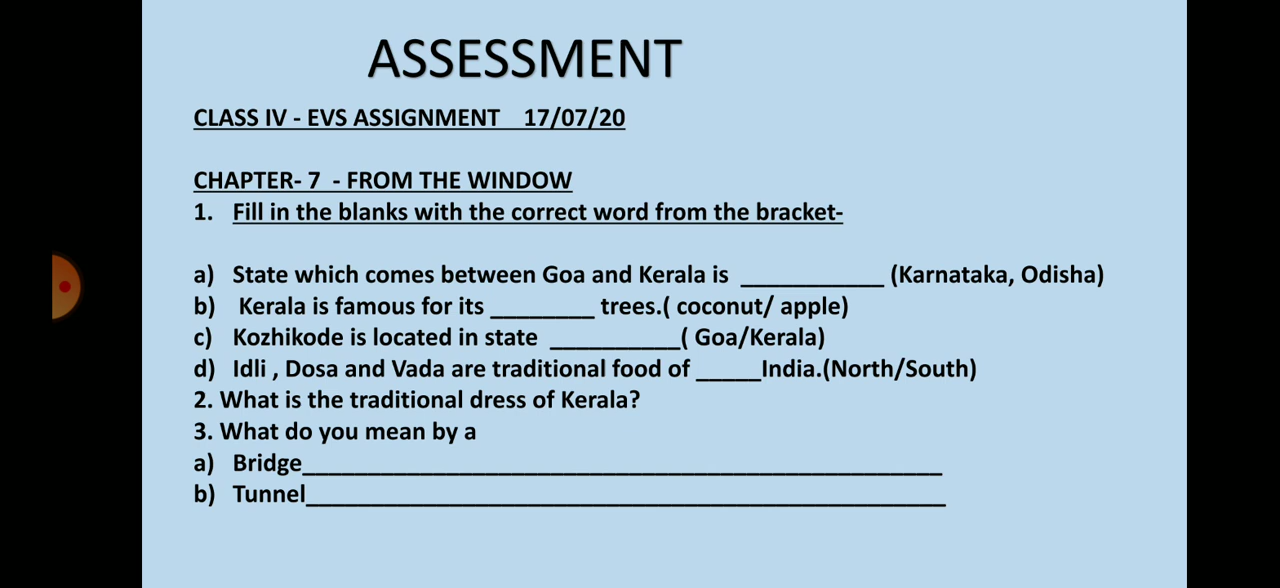 ASSESSMENT
CLASS IV - EVS ASSIGNMENT 17/07/20
CHAPTER- 7 - FROM THE WINDOW
1. Fill in the blanks with the correct word from the bracket-
a) State which comes between Goa and Kerala is ___________ (Karnataka, Odisha)
b) Kerala is famous for its ________ trees.( coconut/ apple)
c) Kozhikode is located in state __________( Goa/Kerala)
d) Idli , Dosa and Vada are traditional food of _____India.(North/South)
2. What is the traditional dress of Kerala?
3. What do you mean by a
a) Bridge_________________________________________________
b) Tunnel_________________________________________________